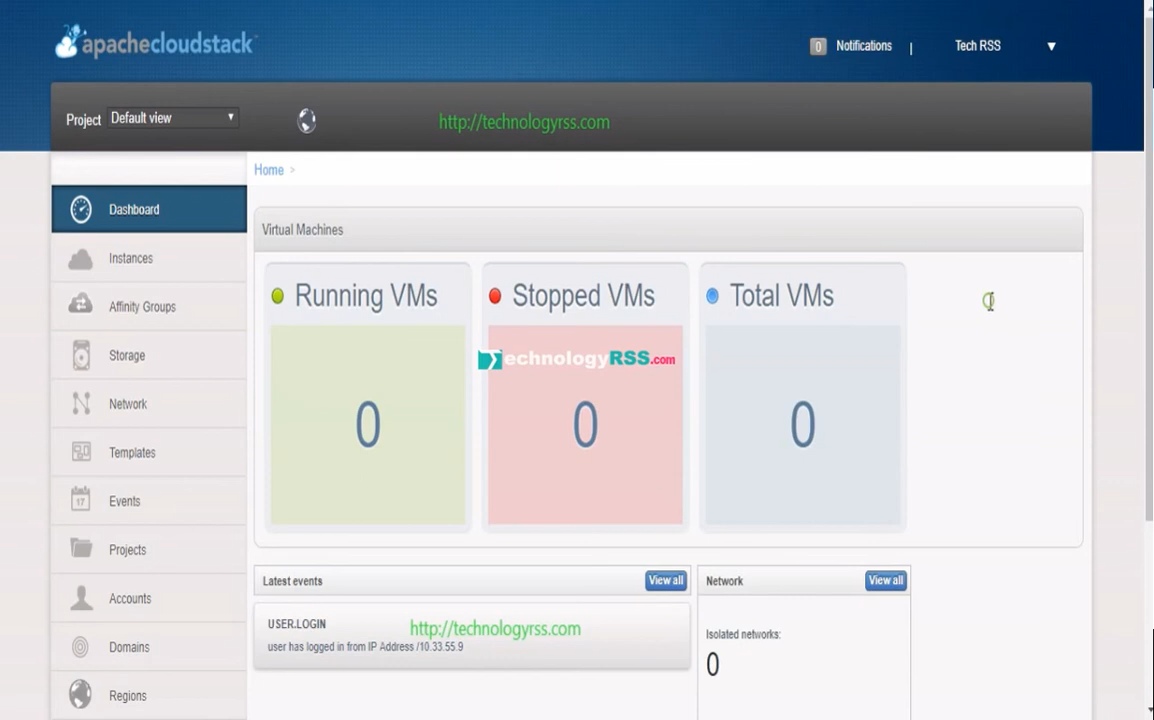 apachecloudstack
0 Notifications | Tech RSS
Project Default view
http://technologyrss.com
Home >
Dashboard
Instances
Affinity Groups
Storage
Network
Templates
17
Events
Projects
Accounts
Domains
Regions
Virtual Machines
Running VMs
0
Stopped VMs
0
Total VMs
0
TechnologyRSS.com
Latest events View all
USER.LOGIN
user has logged in from IP Address /10.33.55.9
http://technologyrss.com
Network View all
Isolated networks:
0